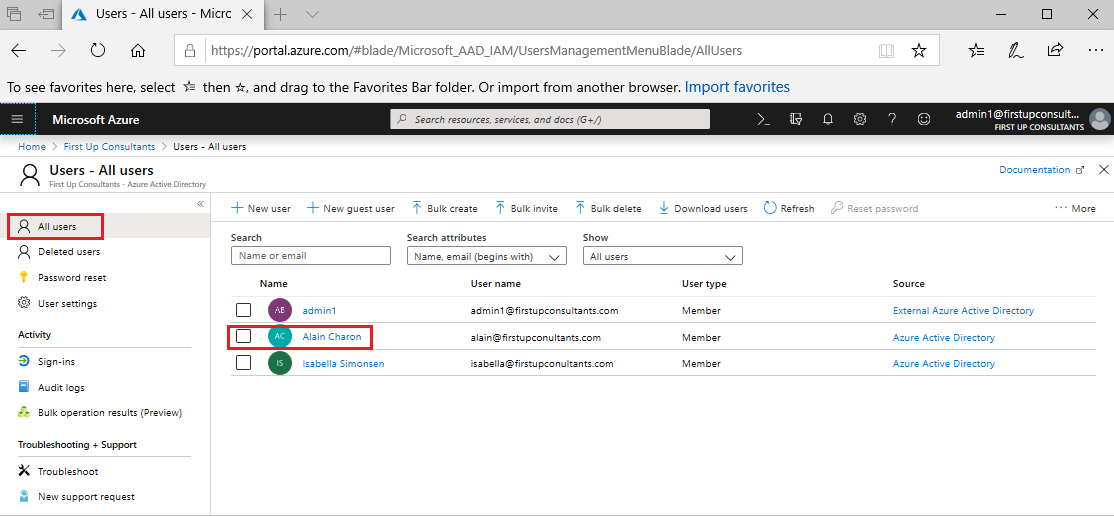 Users - All users - Micro
https://portal.azure.com/#blade/Microsoft_AAD_IAM/UsersManagementMenuBlade/AllUsers
To see favorites here, select then ☆, and drag to the Favorites Bar folder. Or import from another browser. Import favorites
Microsoft Azure
Search resources, services, and docs (G+/)
admin1@firstupconsult...
FIRST UP CONSULTANTS
Home > First Up Consultants > Users - All users
Users - All users
First Up Consultants - Azure Active Directory
Documentation
All users
Deleted users
Password reset
User settings
Activity
Sign-ins
Audit logs
Bulk operation results (Preview)
Troubleshooting + Support
Troubleshoot
New support request
New user New guest user Bulk create Bulk invite Bulk delete Download users Refresh Reset password ··· More
Search Search attributes Show
Name or email Name, email (begins with) All users
Name User name User type Source
AB admin1 admin1@firstupconsultants.com Member External Azure Active Directory
AC Alain Charon alain@firstupconultants.com Member Azure Active Directory
IS Isabella Simonsen isabella@firstupconultants.com Member Azure Active Directory